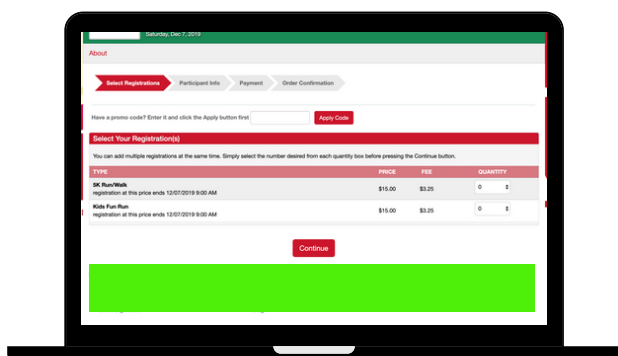 Saturday, Dec 7, 2019
About
Select Registrations Participant Info Payment Order Confirmation
Have a promo code? Enter it and click the Apply button first Apply Code
Select Your Registration(s)
You can add multiple registrations at the same time. Simply select the number desired from each quantity box before pressing the Continue button.
TYPE PRICE FEE QUANTITY
5K Run/Walk
registration at this price ends 12/07/2019 9:00 AM $15.00 $3.25 0
Kids Fun Run
registration at this price ends 12/07/2019 9:00 AM $15.00 $3.25 0
Continue